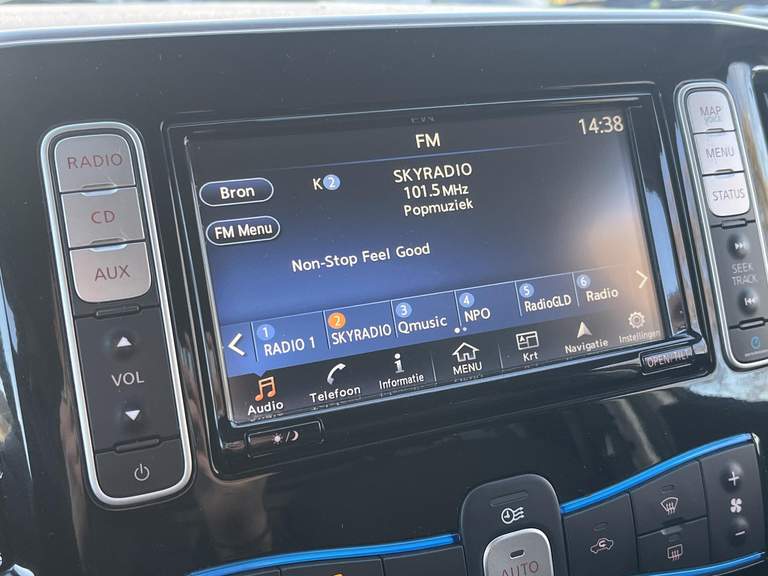 FM
14:38
Bron
K 2
SKYRADIO
101.5 MHz
Popmuziek
FM Menu
Non-Stop Feel Good
< 1 RADIO 1 2 SKYRADIO 3 Qmusic 4 NPO 5 RadioGLD 6 Radio >
Audio Telefoon Informatie MENU Krt Navigatie Instellingen
OPEN/TILT
RADIO
CD
AUX
VOL
MAP
VOICE
MENU
STATUS
SEEK
TRACK
AUTO